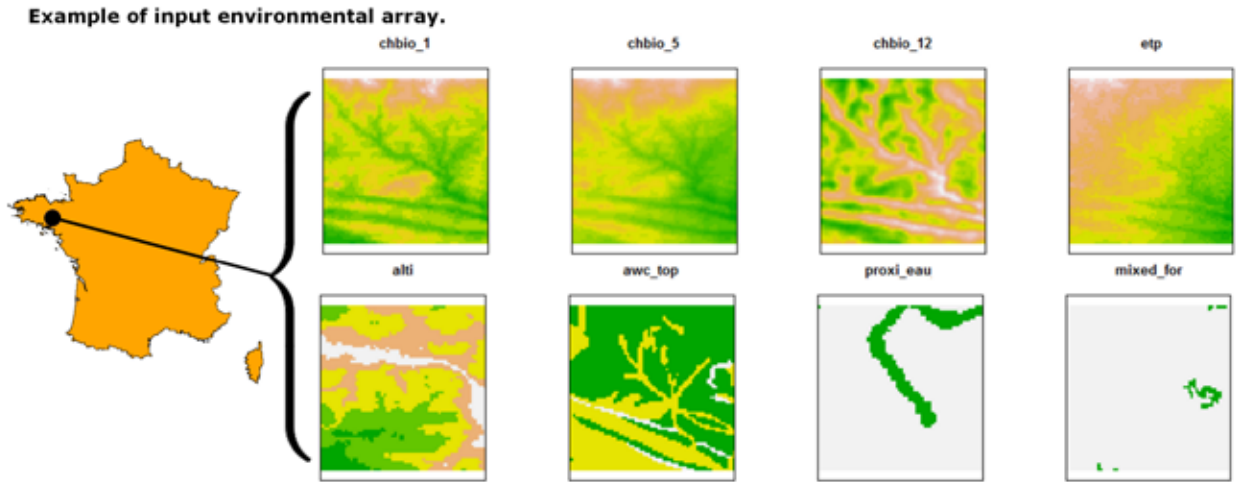 Example of input environmental array.
chbio_1 chbio_5 chbio_12 etp
alti awc_top proxi_eau mixed_for